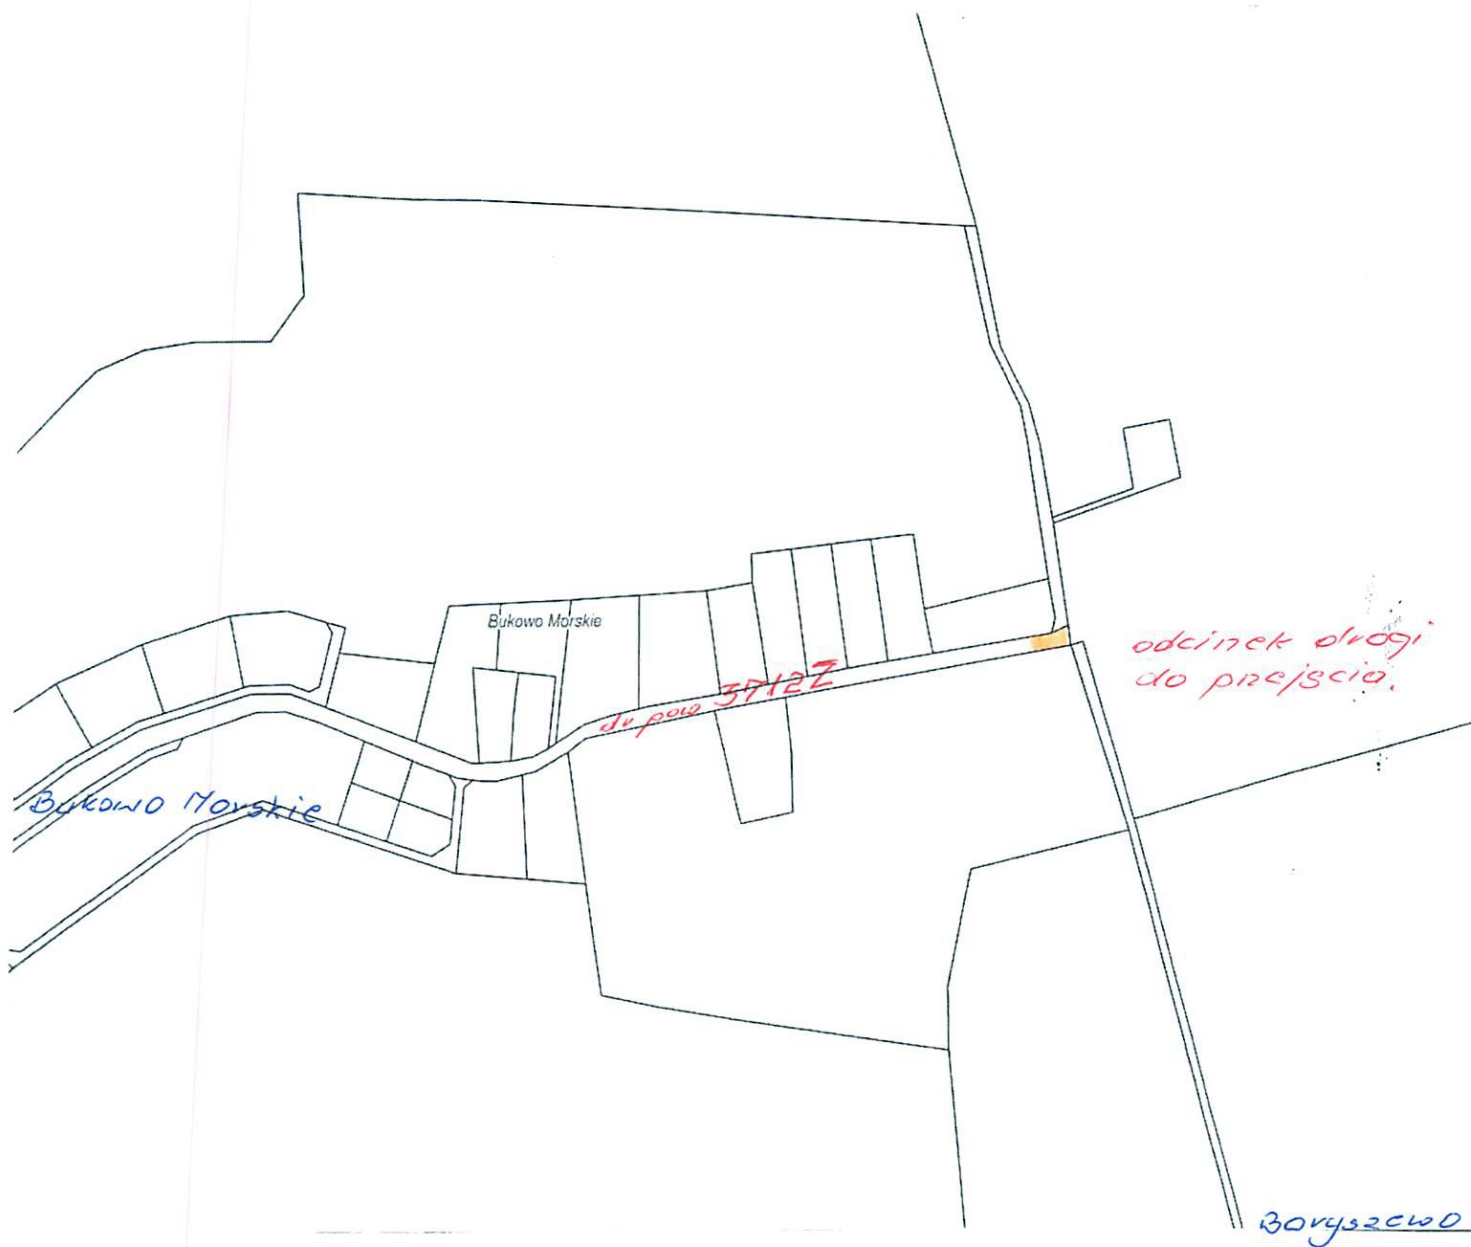 Bukowo Morskie
odcinek drogi
do przejścia.
dr pow 3712Z
Bukowo Morskie
Boryszewo